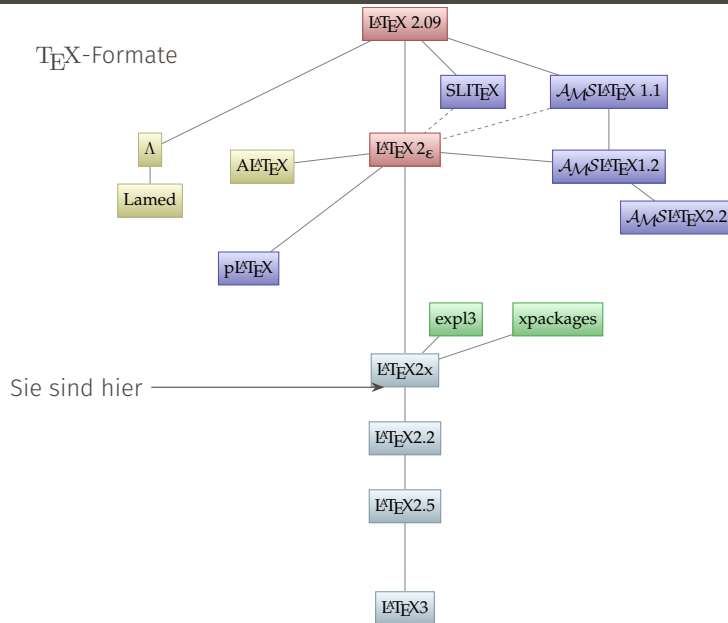 LATEX 2.09
TEX-Formate
SLITEX
AMSLATEX 1.1
Λ
ALATEX
LATEX 2ε
AMSLATEX1.2
Lamed
AMSLATEX2.2
pLATEX
expl3
xpackages
LATEX2x
Sie sind hier
LATEX2.2
LATEX2.5
LATEX3